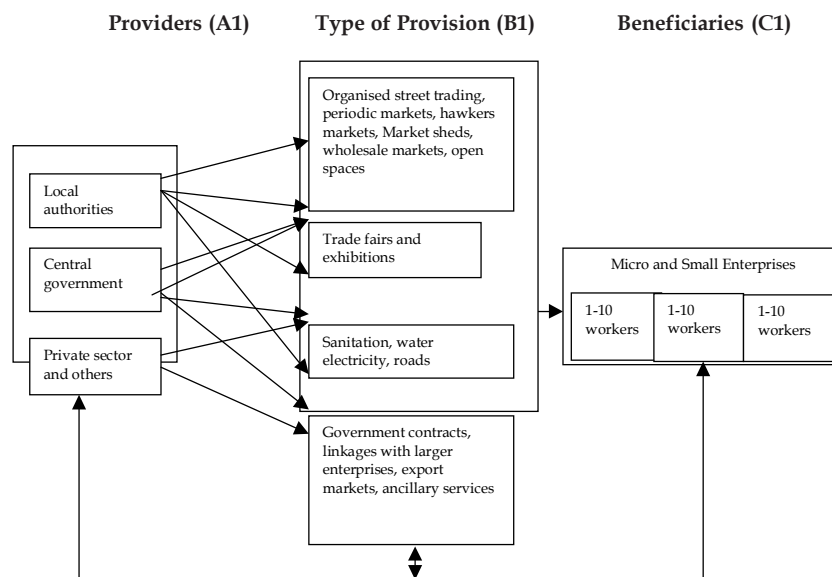 Providers (A1)
Type of Provision (B1)
Beneficiaries (C1)
Local
authorities
Central
government
Private sector
and others
Organised street trading,
periodic markets, hawkers
markets, Market sheds,
wholesale markets, open
spaces
Trade fairs and
exhibitions
Sanitation, water
electricity, roads
Government contracts,
linkages with larger
enterprises, export
markets, ancillary services
Micro and Small Enterprises
1-10
workers
1-10
workers
1-10
workers